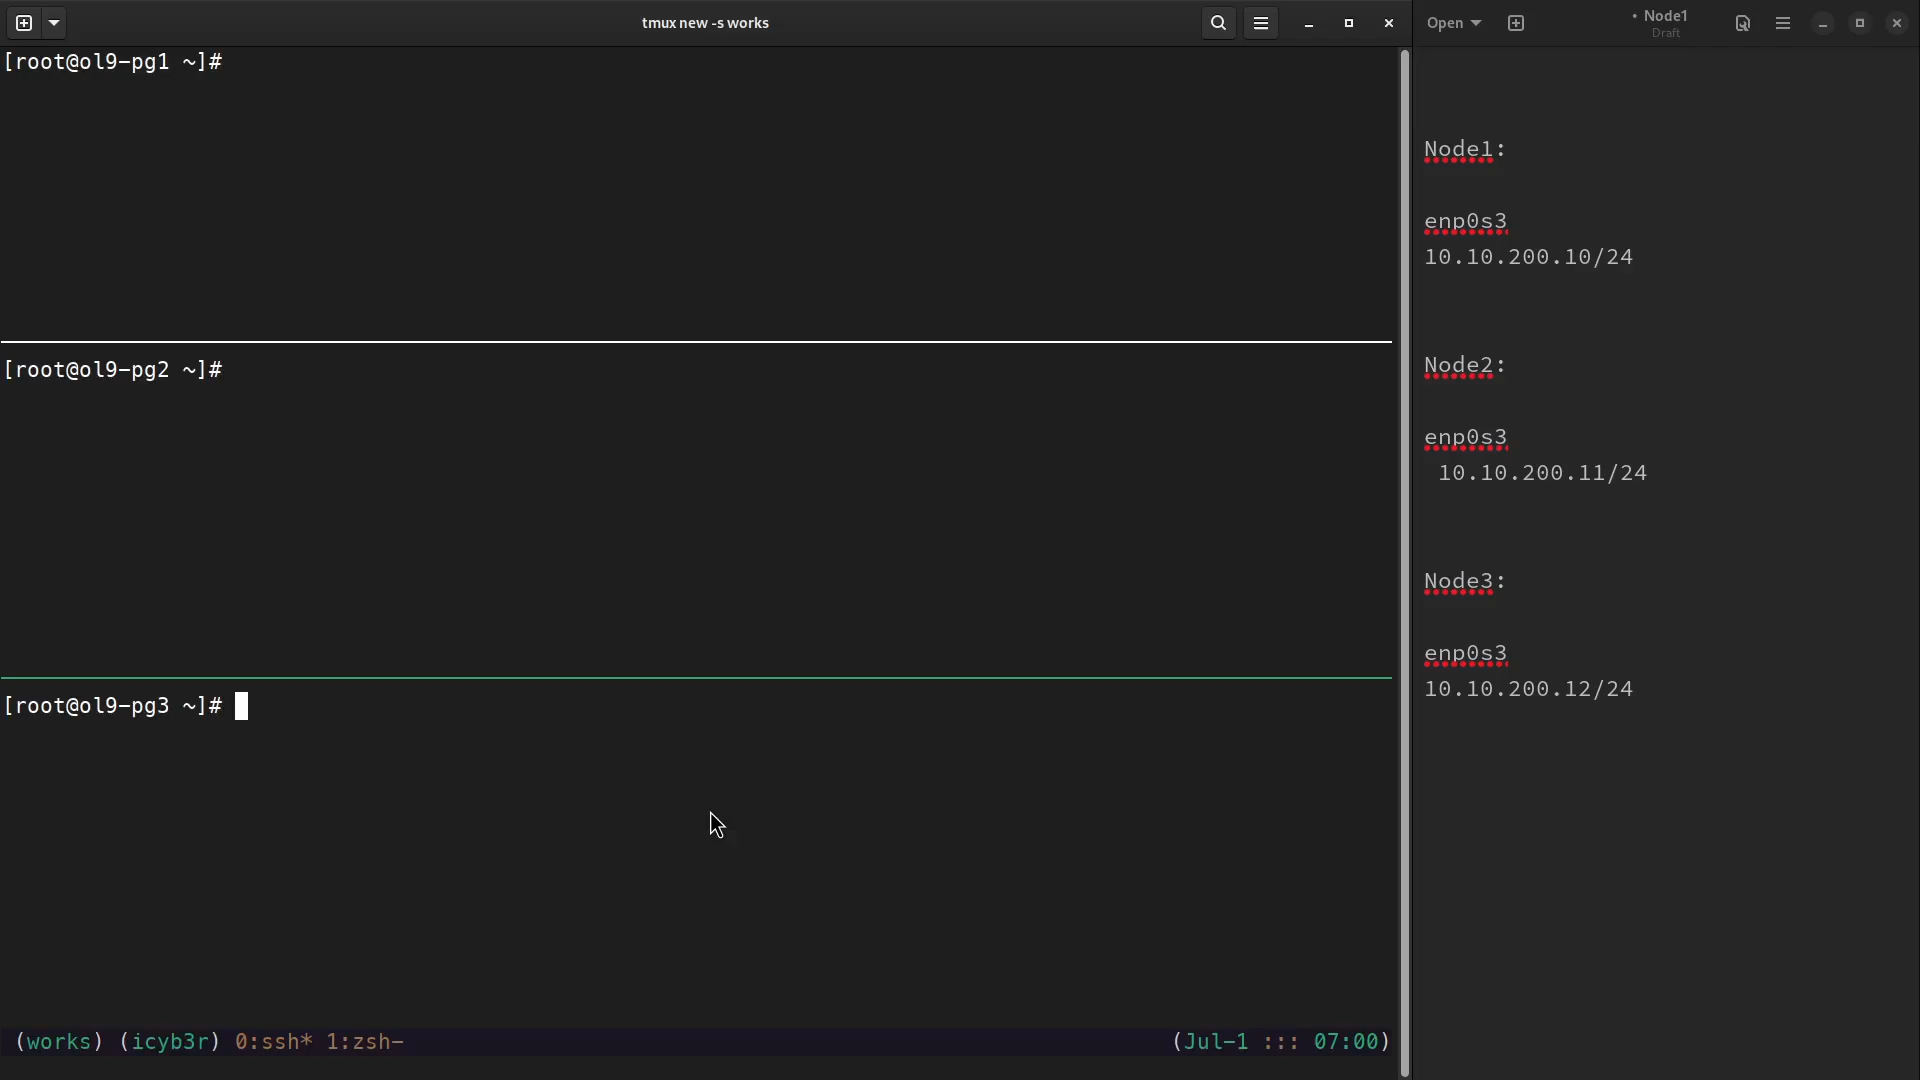 tmux new -s works
[root@ol9-pg1 ~]#
[root@ol9-pg2 ~]#
[root@ol9-pg3 ~]#
(works) (icyb3r) 0:ssh* 1:zsh- (Jul-1 ::: 07:00)
Open
• Node1
Draft
Node1:
enp0s3
10.10.200.10/24
Node2:
enp0s3
10.10.200.11/24
Node3:
enp0s3
10.10.200.12/24